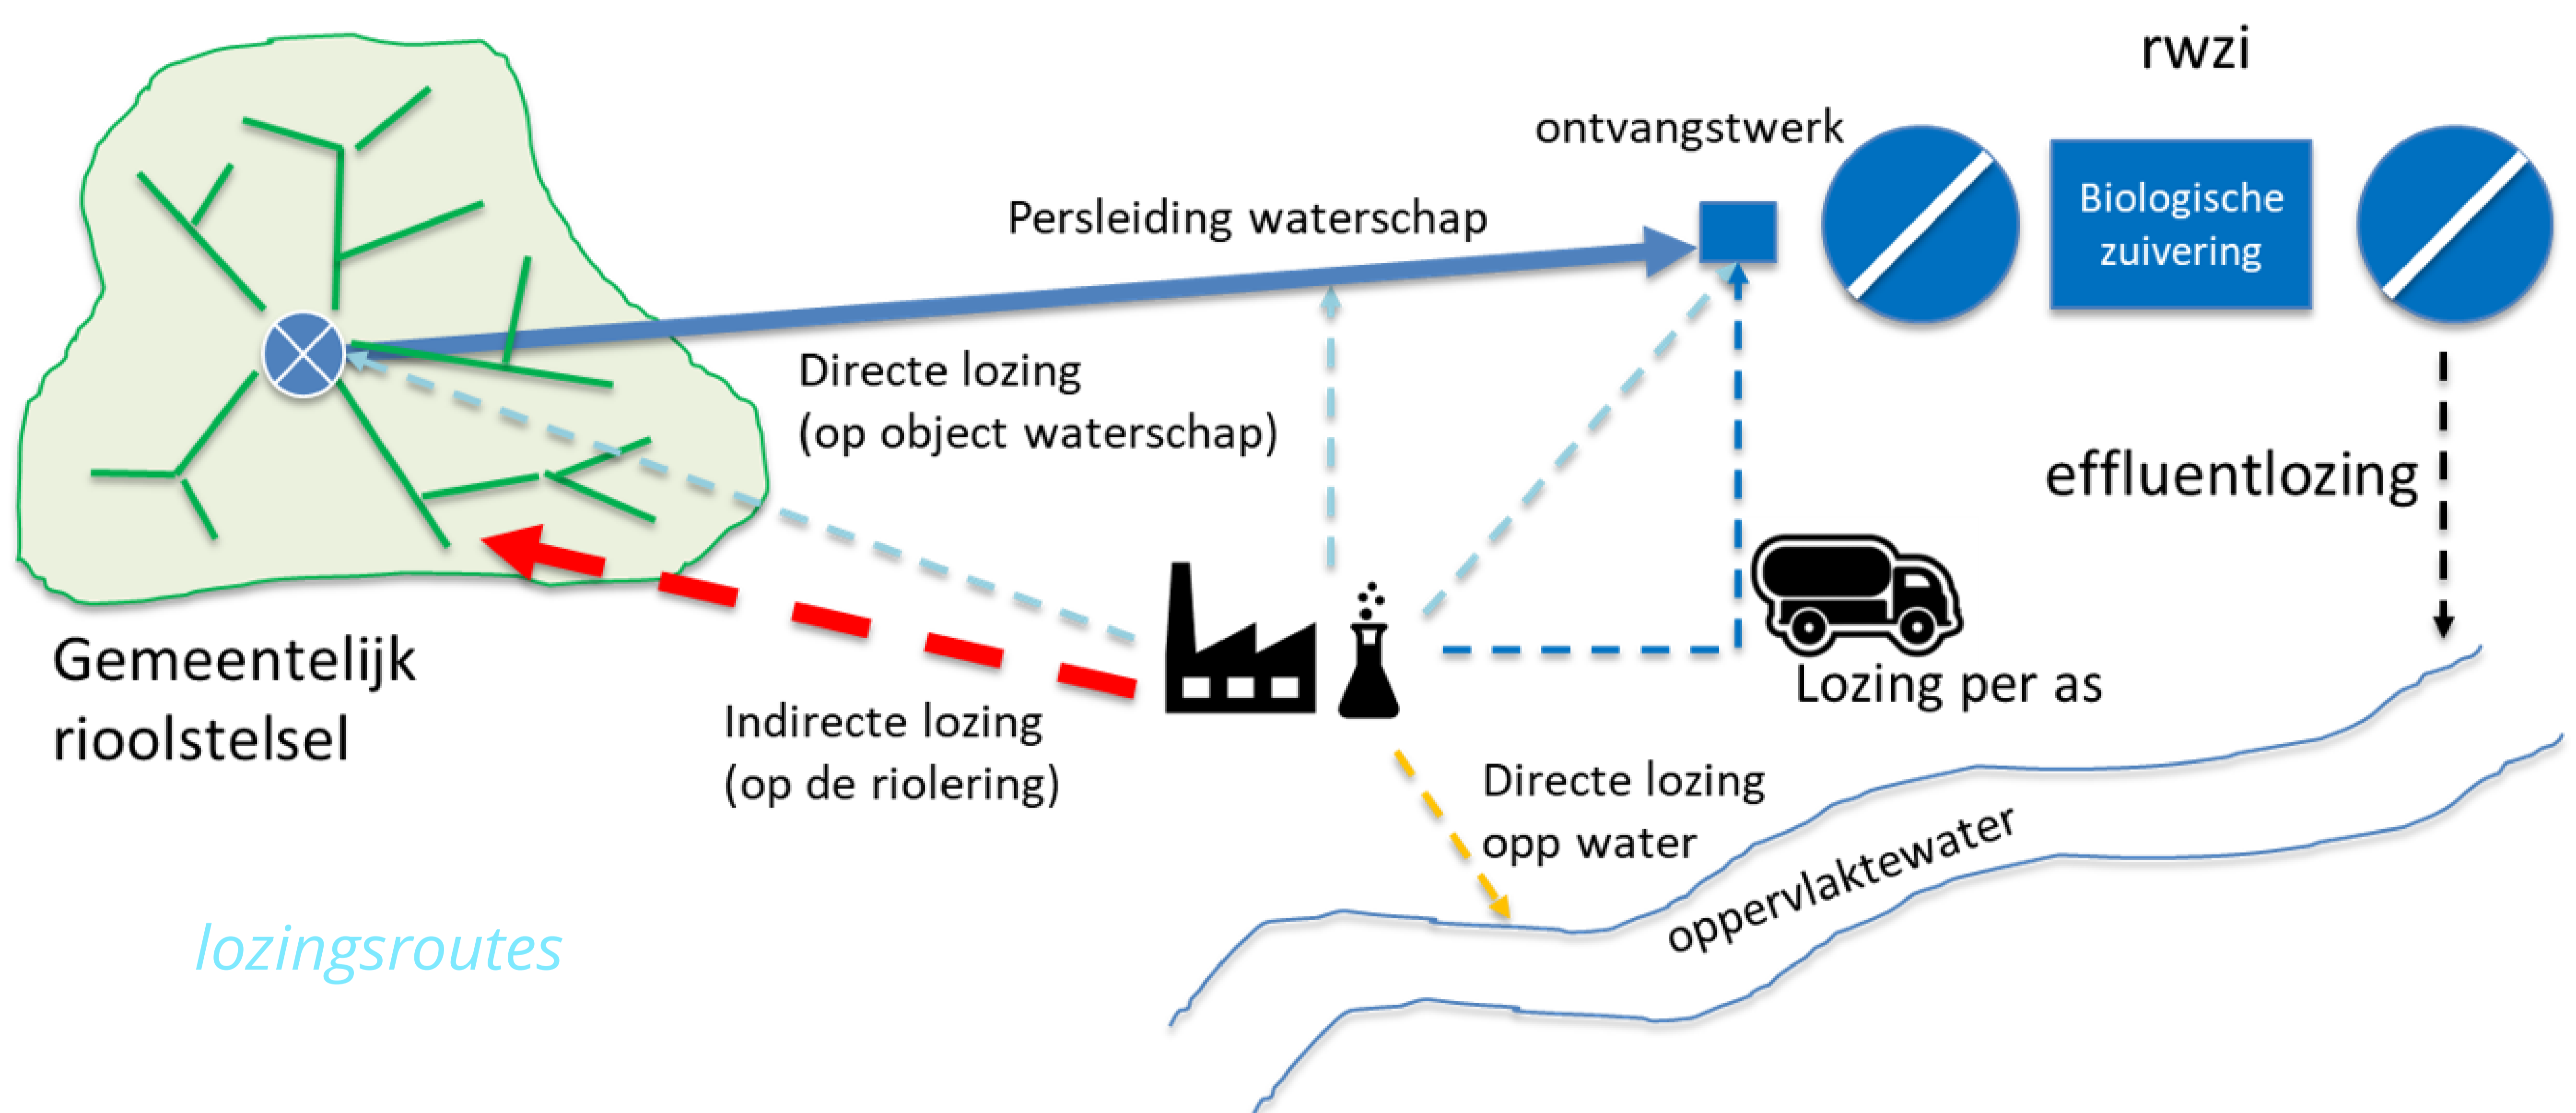 rwzi
ontvangstwerk
Persleiding waterschap
Biologische
zuivering
Directe lozing
(op object waterschap)
effluentlozing
Gemeentelijk
rioolstelsel
Lozing per as
Indirecte lozing
(op de riolering)
Directe lozing
opp water
oppervlaktewater
lozingsroutes